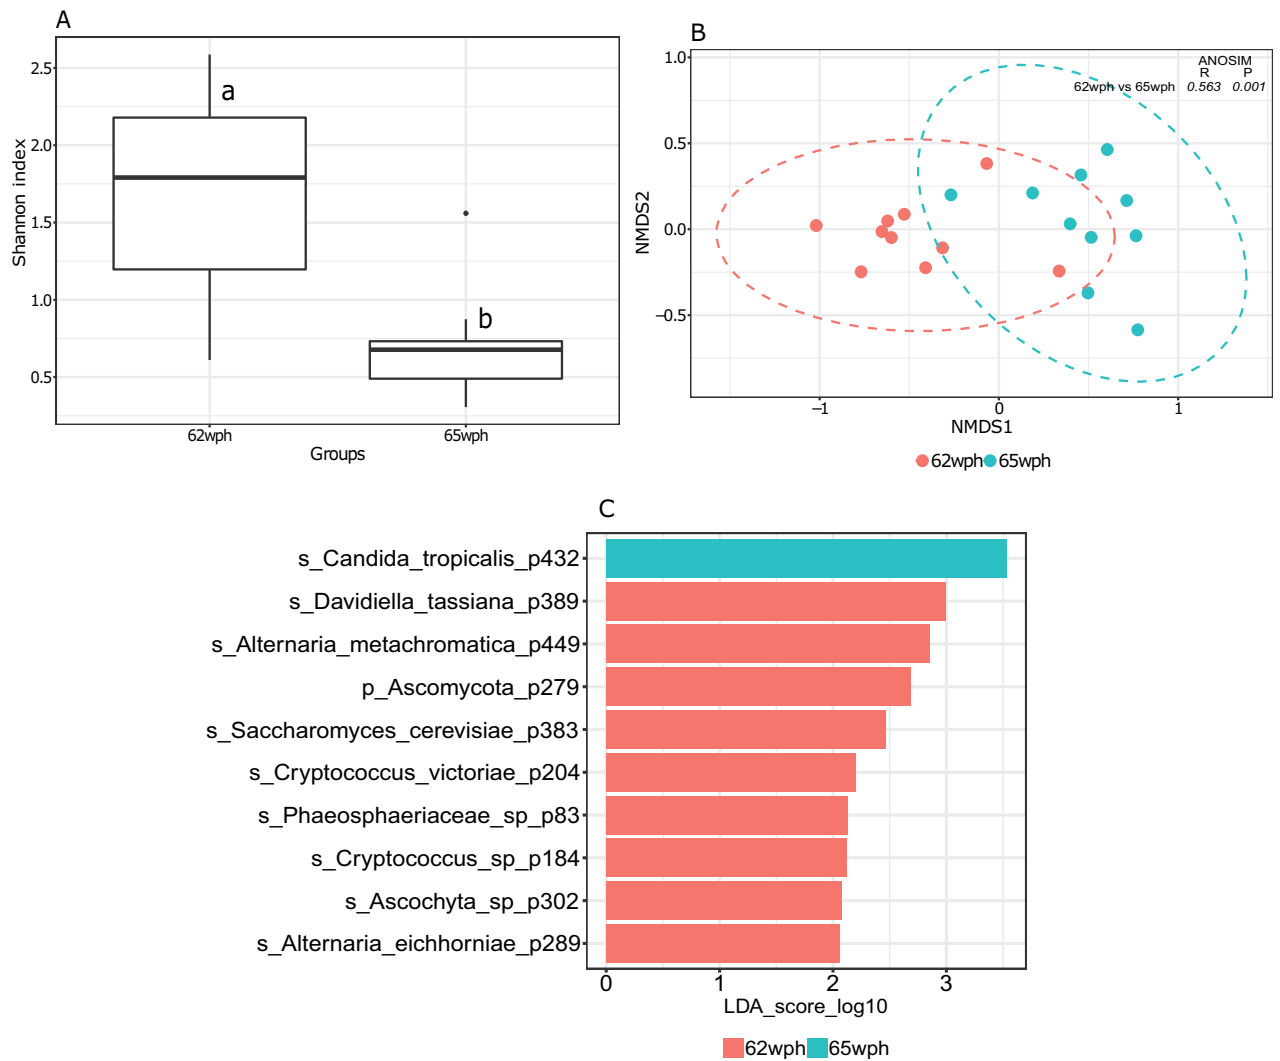 A
Shannon index
2.5
2.0
1.5
1.0
0.5
a
b
62wph 65wph
Groups
B
NMDS2
1.0
0.5
0.0
−0.5
ANOSIM
R P
62wph vs 65wph 0.563 0.001
−1 0 1
NMDS1
62wph 65wph
C
s_Candida_tropicalis_p432
s_Davidiella_tassiana_p389
s_Alternaria_metachromatica_p449
p_Ascomycota_p279
s_Saccharomyces_cerevisiae_p383
s_Cryptococcus_victoriae_p204
s_Phaeosphaeriaceae_sp_p83
s_Cryptococcus_sp_p184
s_Ascochyta_sp_p302
s_Alternaria_eichhorniae_p289
0 1 2 3
LDA_score_log10
62wph 65wph